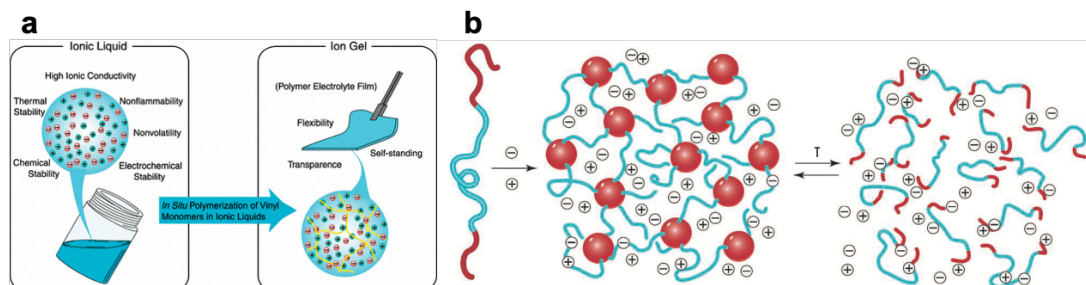 a
Ionic Liquid
High Ionic Conductivity
Thermal
Stability
Nonflammability
Nonvolatility
Chemical
Stability
Electrochemical
Stability
In Situ Polymerization of Vinyl
Monomers in Ionic Liquids
Ion Gel
(Polymer Electrolyte Film)
Flexibility
Self-standing
Transparence
b
T